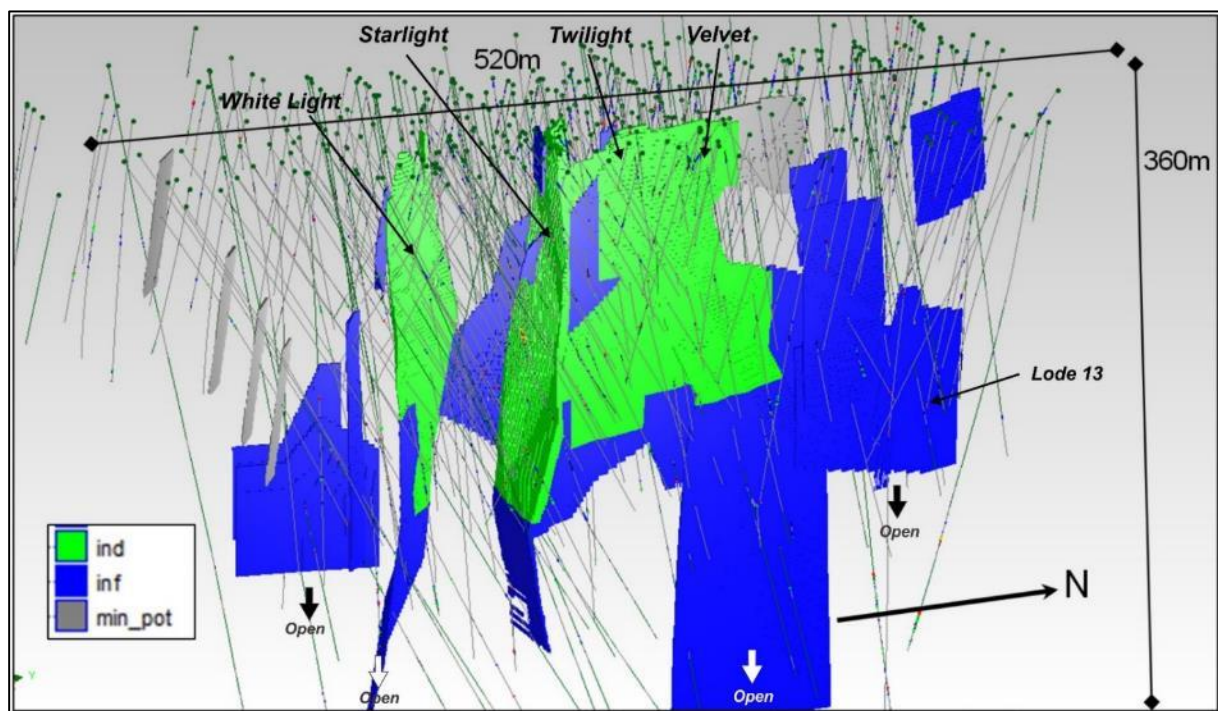 Starlight
Twilight
Velvet
520m
White Light
360m
Lode 13
Open
N
ind
inf
min_pot
Open
Open
Open
Y